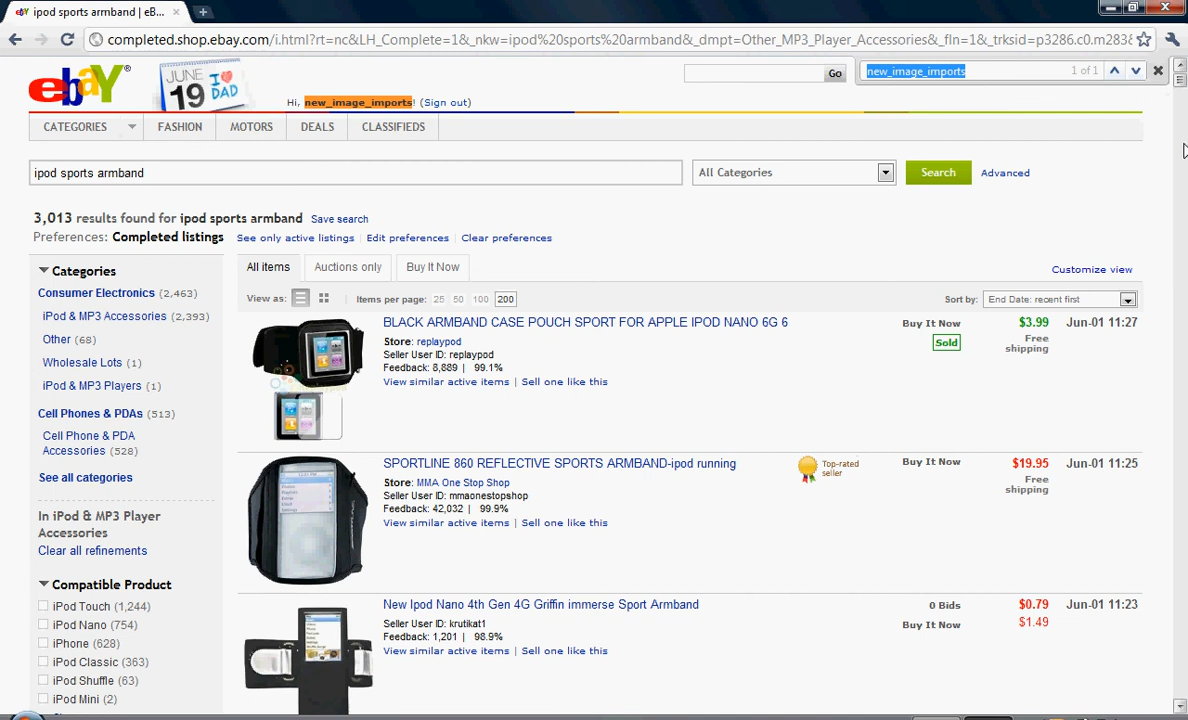 ipod sports armband | eB...
completed.shop.ebay.com/i.html?rt=nc&LH_Complete=1&_nkw=ipod%20sports%20armband&_dmpt=Other_MP3_Player_Accessories&_fln=1&_trksid=p3286.c0.m283
new_image_imports 1 of 1
ebY®
JUNE 19 I ♥ DAD
Go
Hi, new_image_imports! (Sign out)
CATEGORIES FASHION MOTORS DEALS CLASSIFIEDS
ipod sports armband All Categories Search Advanced
3,013 results found for ipod sports armband Save search
Preferences: Completed listings See only active listings | Edit preferences | Clear preferences
Categories
Consumer Electronics (2,463)
iPod & MP3 Accessories (2,393)
Other (68)
Wholesale Lots (1)
iPod & MP3 Players (1)
Cell Phones & PDAs (513)
Cell Phone & PDA
Accessories (528)
See all categories
In iPod & MP3 Player
Accessories
Clear all refinements
Compatible Product
iPod Touch (1,244)
iPod Nano (754)
iPhone (628)
iPod Classic (363)
iPod Shuffle (63)
iPod Mini (2)
All items Auctions only Buy It Now
Customize view
View as: Items per page: 25 50 100 200 Sort by: End Date: recent first
BLACK ARMBAND CASE POUCH SPORT FOR APPLE IPOD NANO 6G 6 Buy It Now $3.99 Jun-01 11:27
Sold Free
shipping
Store: replaypod
Seller User ID: replaypod
Feedback: 8,889 | 99.1%
View similar active items | Sell one like this
SPORTLINE 860 REFLECTIVE SPORTS ARMBAND-ipod running Top-rated
seller Buy It Now $19.95 Jun-01 11:25
Free
shipping
Store: MMA One Stop Shop
Seller User ID: mmaonestopshop
Feedback: 42,032 | 99.9%
View similar active items | Sell one like this
New Ipod Nano 4th Gen 4G Griffin immerse Sport Armband 0 Bids $0.79 Jun-01 11:23
Buy It Now $1.49
Seller User ID: krutikat1
Feedback: 1,201 | 98.9%
View similar active items | Sell one like this